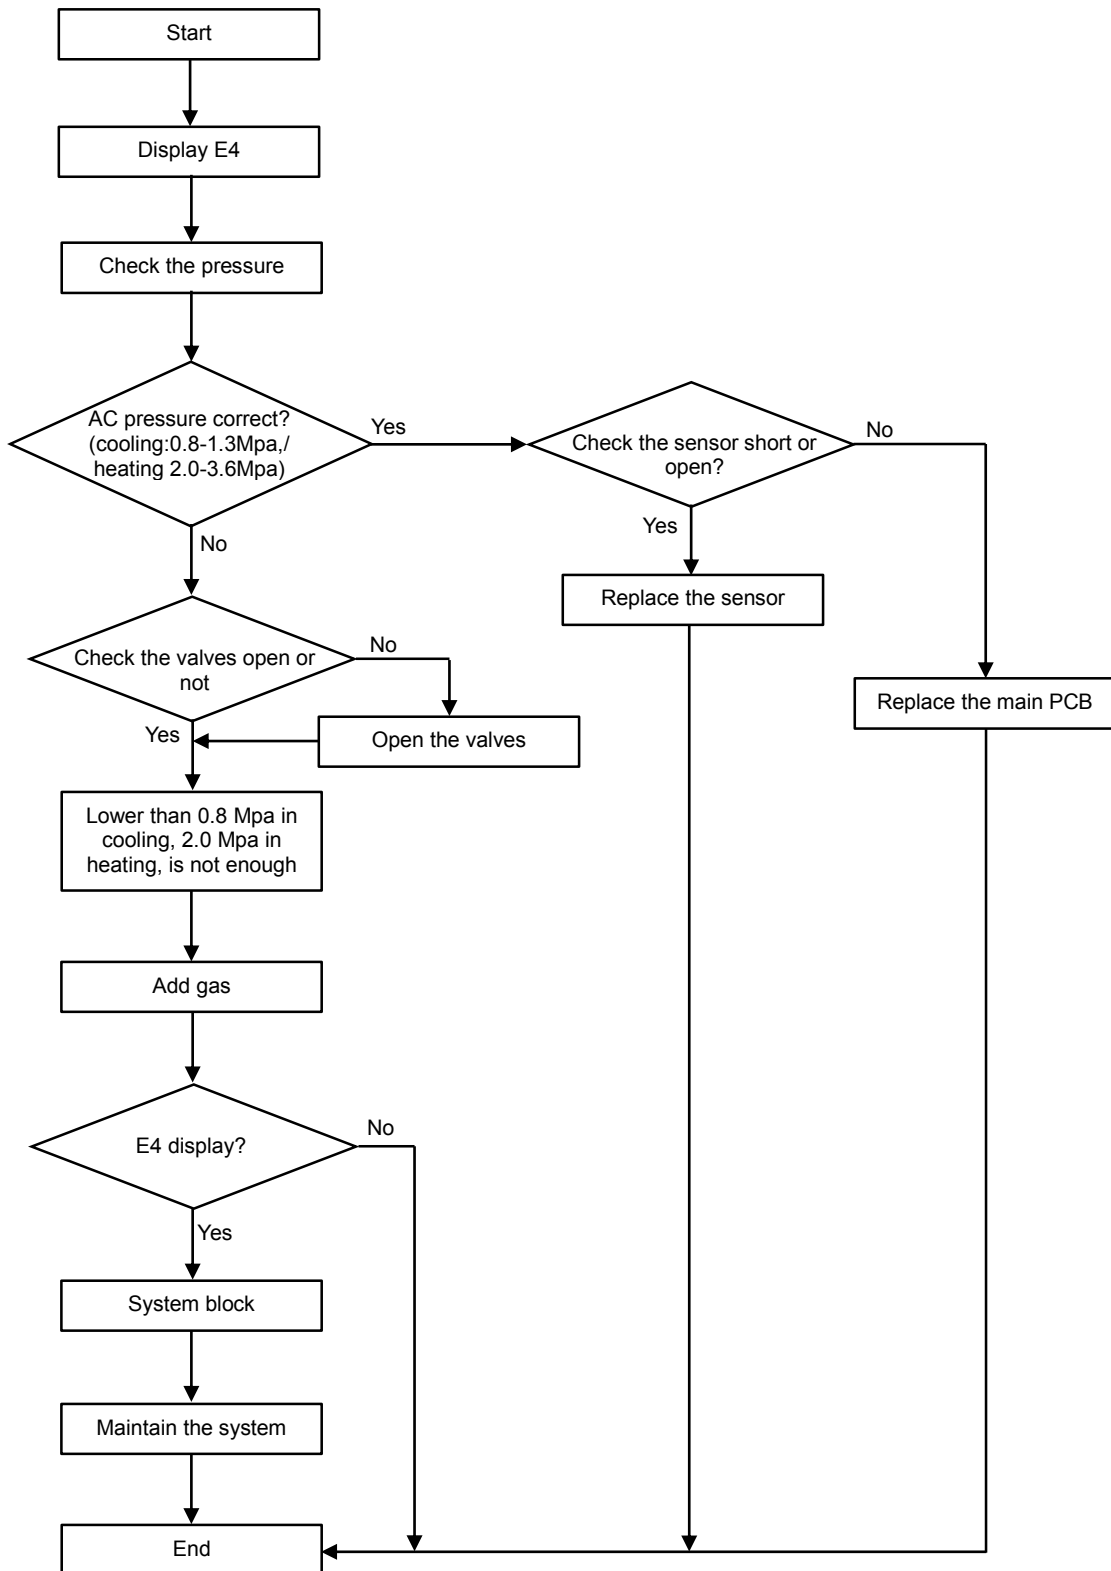 Start
Display E4
Check the pressure
AC pressure correct?
(cooling:0.8-1.3Mpa,/
heating 2.0-3.6Mpa)
Yes
Check the sensor short or
open?
No
No
Yes
Replace the sensor
Check the valves open or
not
No
Replace the main PCB
Yes
Open the valves
Lower than 0.8 Mpa in
cooling, 2.0 Mpa in
heating, is not enough
Add gas
E4 display?
No
Yes
System block
Maintain the system
End